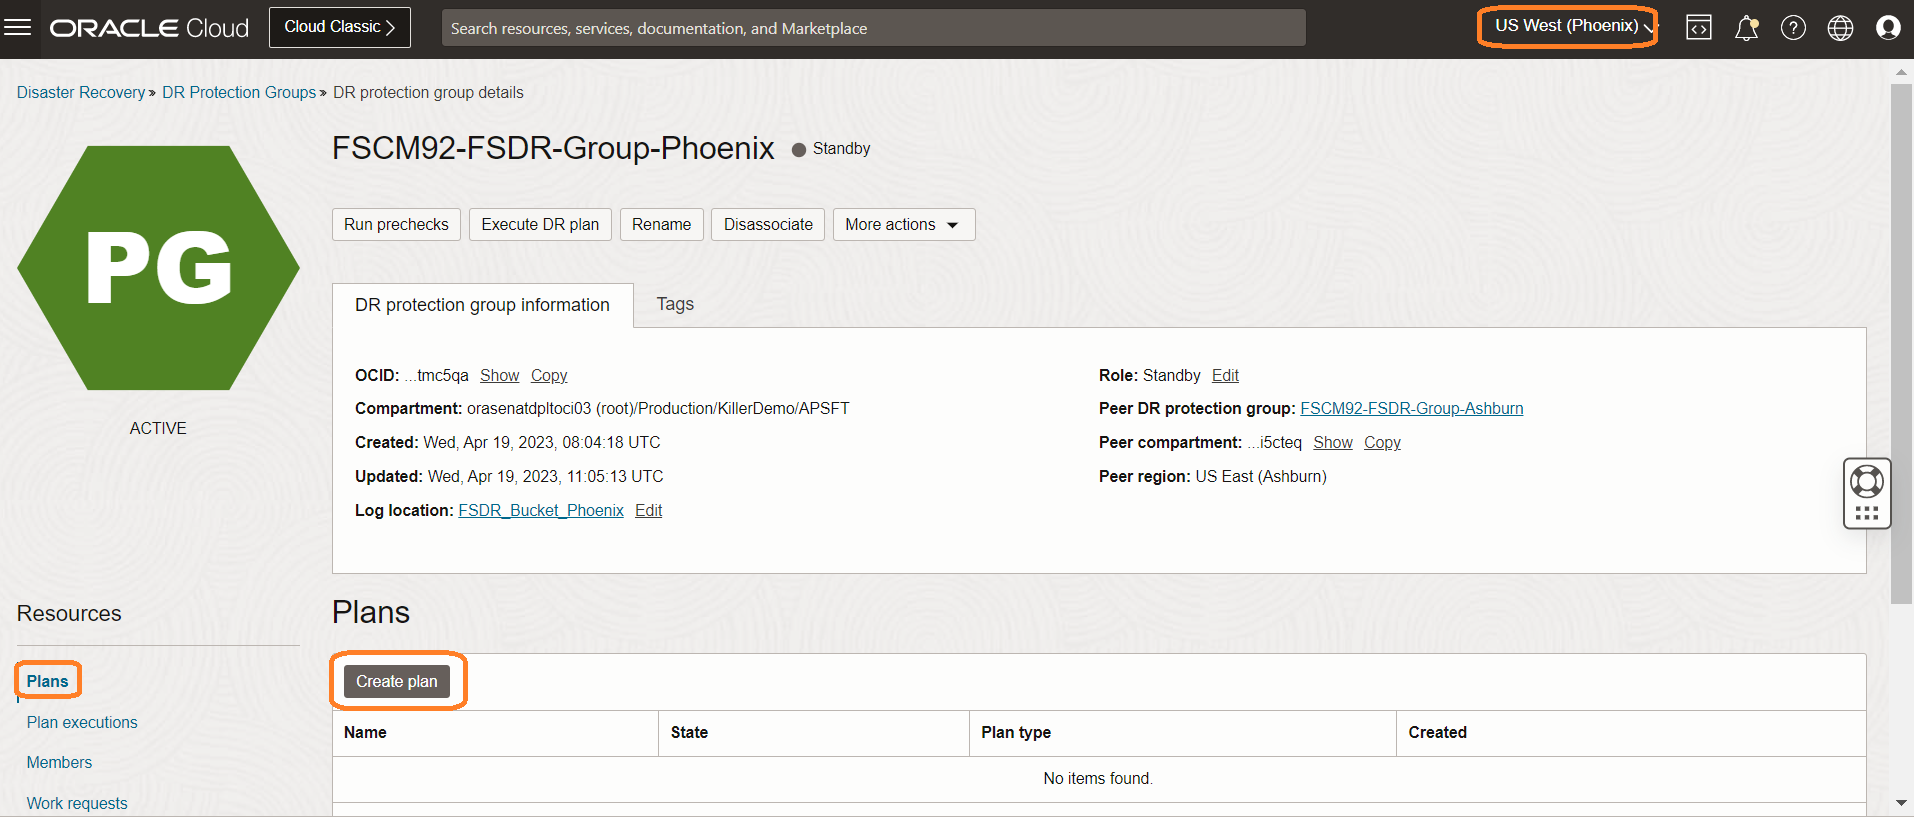 ORACLE Cloud
Cloud Classic
Search resources, services, documentation, and Marketplace
US West (Phoenix)
Disaster Recovery » DR Protection Groups » DR protection group details
PG
ACTIVE
FSCM92-FSDR-Group-Phoenix
Standby
Run prechecks
Execute DR plan
Rename
Disassociate
More actions
DR protection group information
Tags
OCID: ...tmc5qa Show Copy
Compartment: orasenatdpltoci03 (root)/Production/KillerDemo/APSFT
Created: Wed, Apr 19, 2023, 08:04:18 UTC
Updated: Wed, Apr 19, 2023, 11:05:13 UTC
Log location: FSDR_Bucket_Phoenix Edit
Role: Standby Edit
Peer DR protection group: FSCM92-FSDR-Group-Ashburn
Peer compartment: ...i5cteq Show Copy
Peer region: US East (Ashburn)
Resources
Plans
Plan executions
Members
Work requests
Plans
Create plan
Name
State
Plan type
Created
No items found.